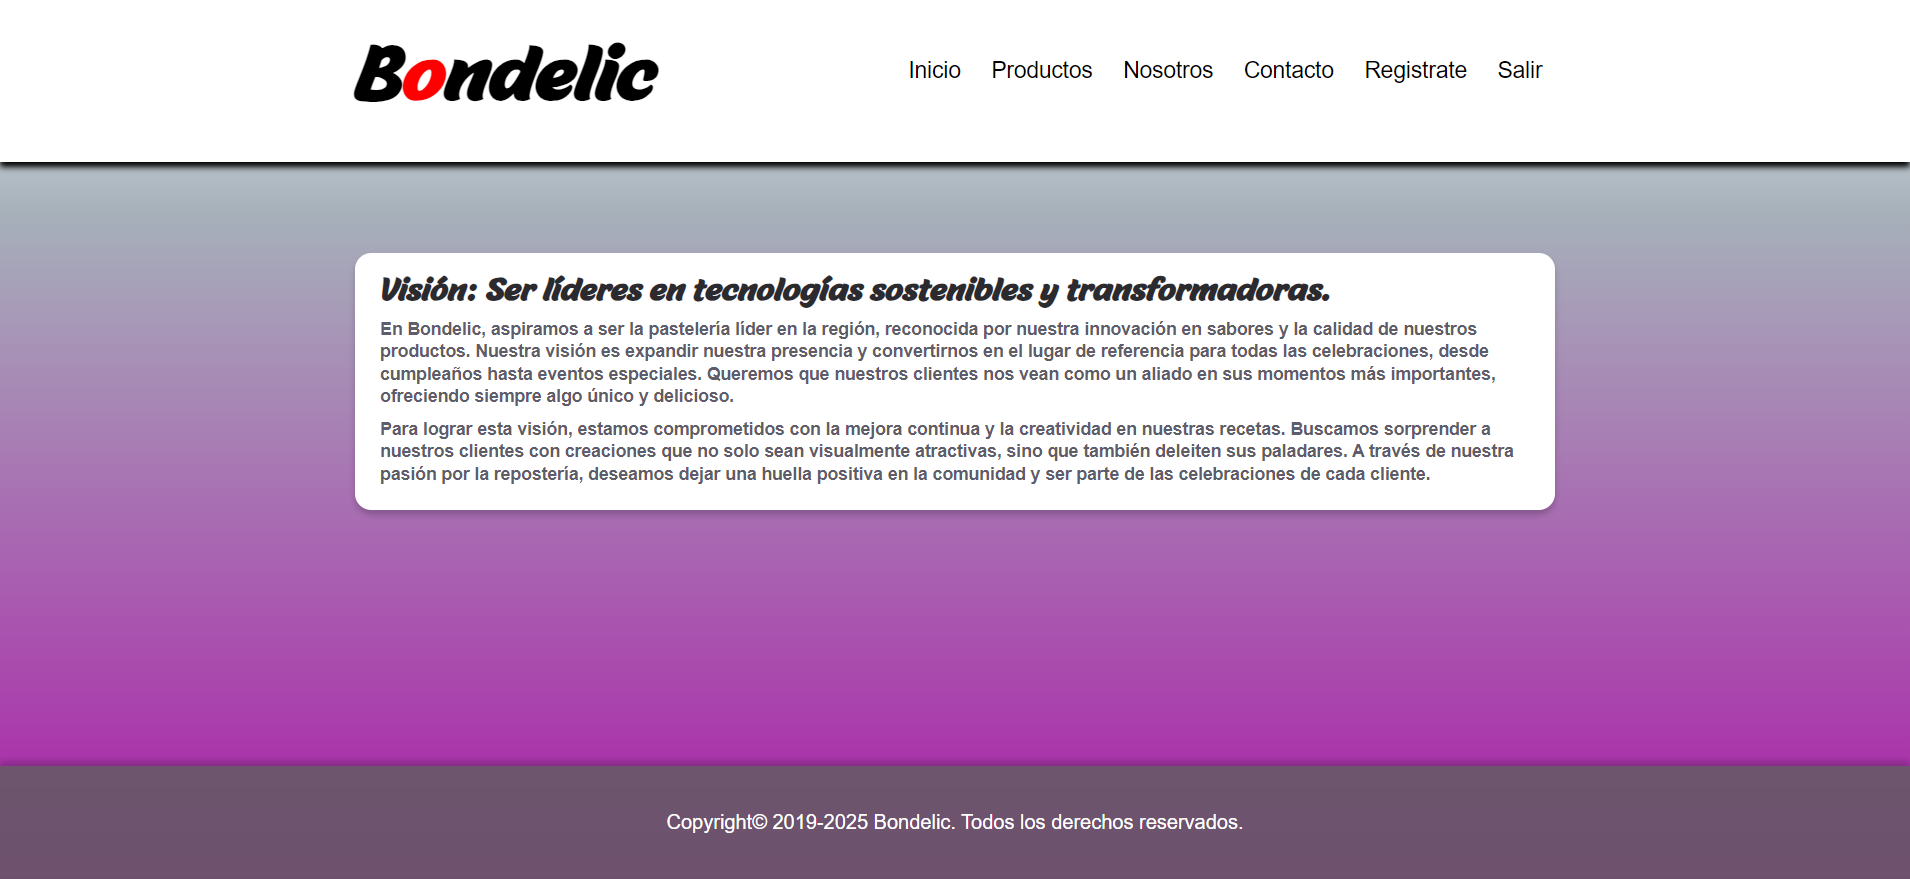 Bondelic
Inicio Productos Nosotros Contacto Registrate Salir
Visión: Ser líderes en tecnologías sostenibles y transformadoras.
En Bondelic, aspiramos a ser la pastelería líder en la región, reconocida por nuestra innovación en sabores y la calidad de nuestros
productos. Nuestra visión es expandir nuestra presencia y convertirnos en el lugar de referencia para todas las celebraciones, desde
cumpleaños hasta eventos especiales. Queremos que nuestros clientes nos vean como un aliado en sus momentos más importantes,
ofreciendo siempre algo único y delicioso.
Para lograr esta visión, estamos comprometidos con la mejora continua y la creatividad en nuestras recetas. Buscamos sorprender a
nuestros clientes con creaciones que no solo sean visualmente atractivas, sino que también deleiten sus paladares. A través de nuestra
pasión por la repostería, deseamos dejar una huella positiva en la comunidad y ser parte de las celebraciones de cada cliente.
Copyright© 2019-2025 Bondelic. Todos los derechos reservados.